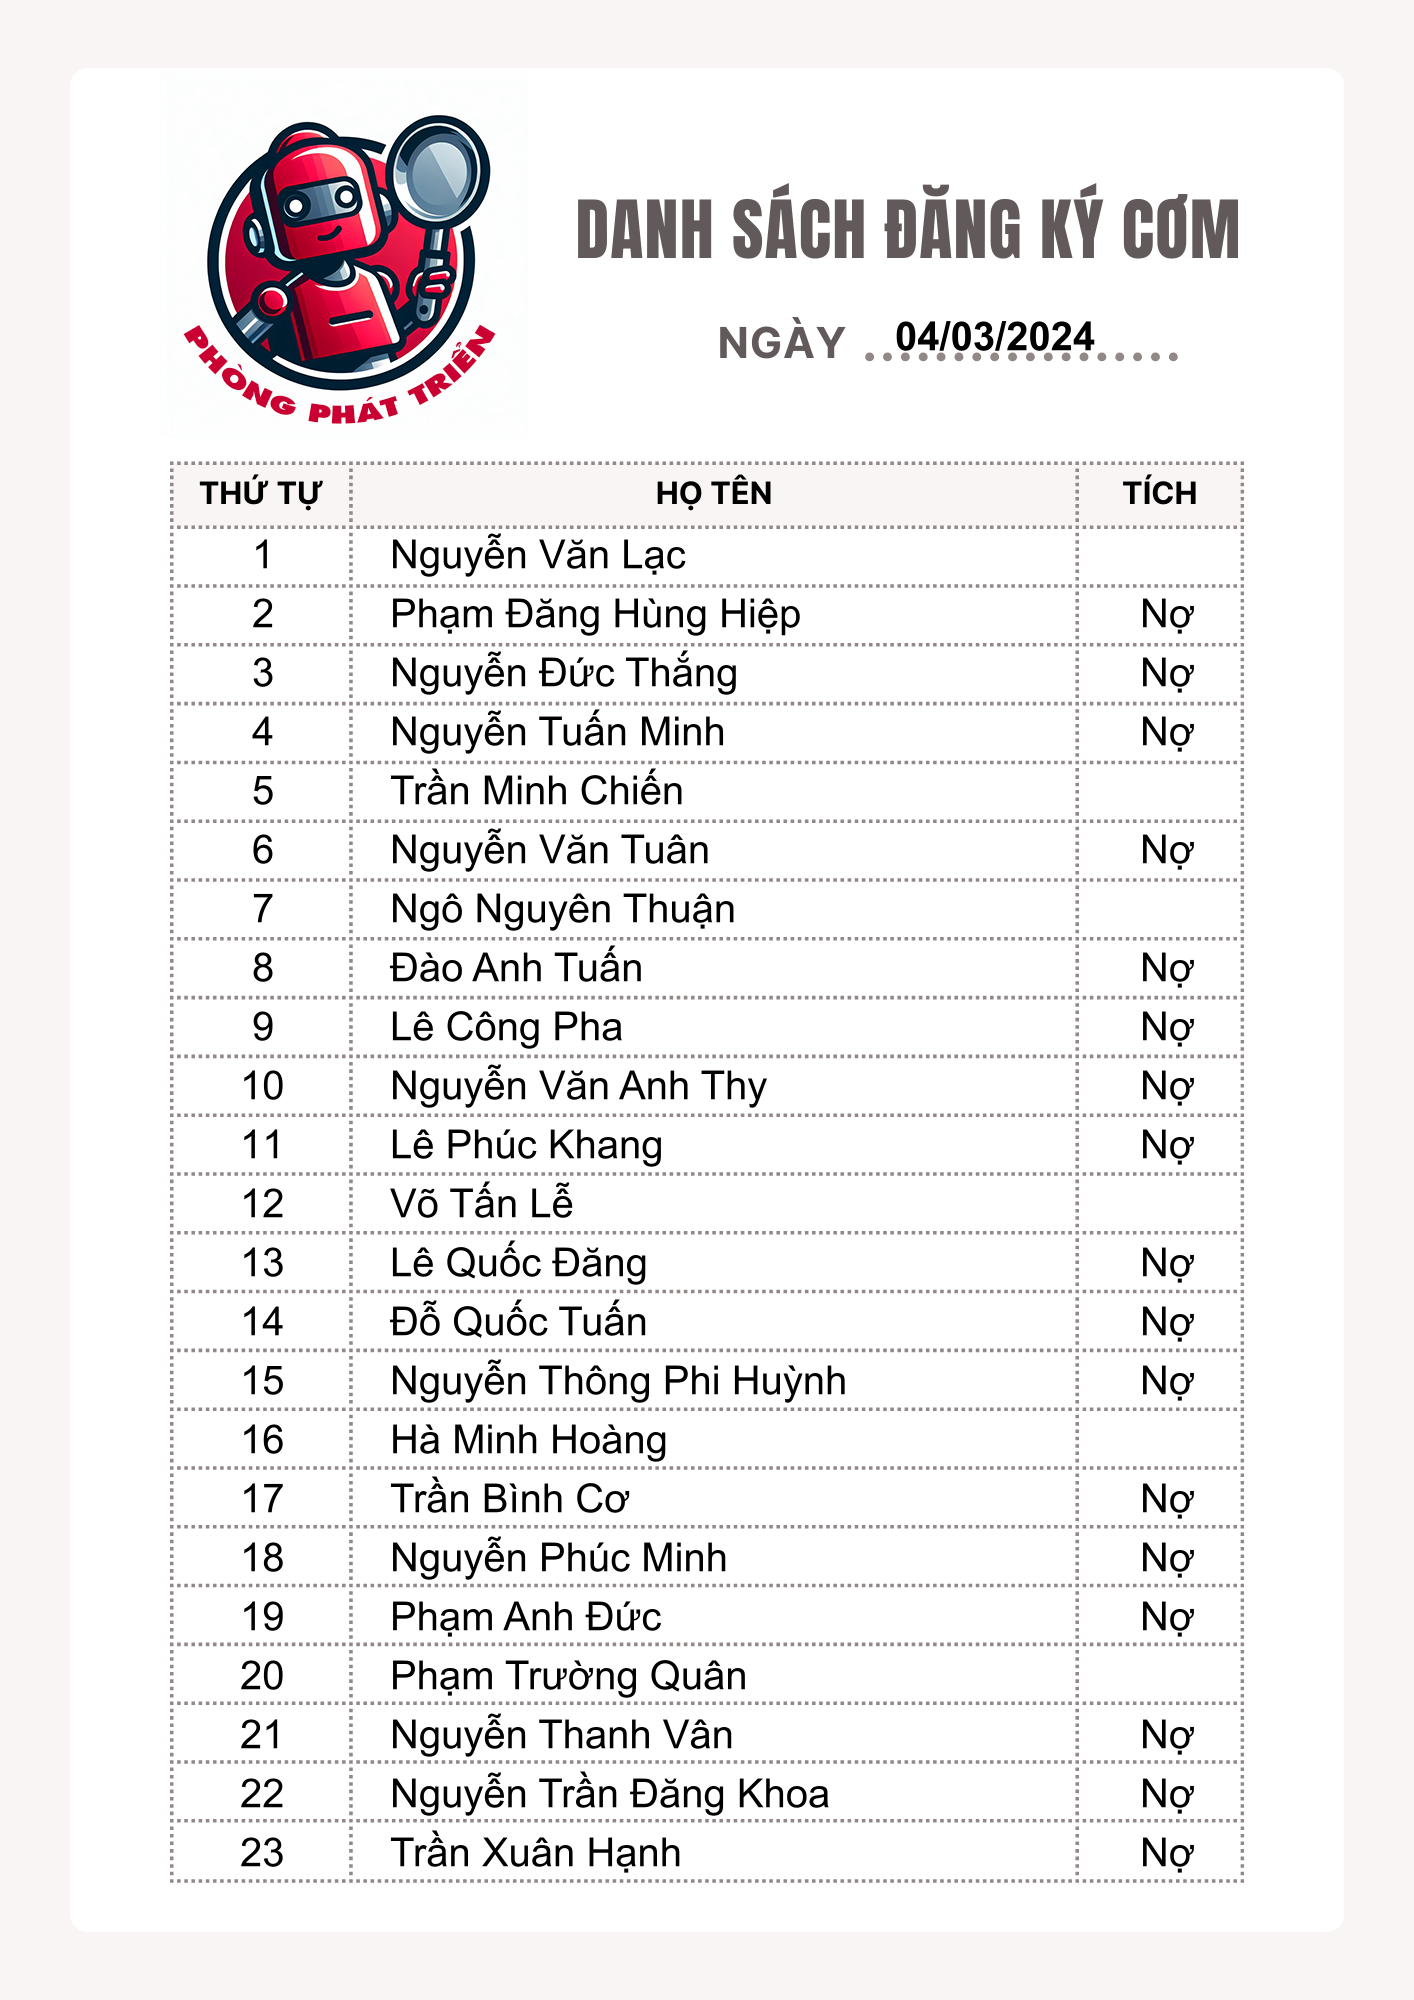 PHÒNG PHÁT TRIỂN
DANH SÁCH ĐĂNG KÝ CƠM
NGÀY 04/03/2024
THỨ TỰ HỌ TÊN TÍCH
1 Nguyễn Văn Lạc
2 Phạm Đăng Hùng Hiệp Nợ
3 Nguyễn Đức Thắng Nợ
4 Nguyễn Tuấn Minh Nợ
5 Trần Minh Chiến
6 Nguyễn Văn Tuân Nợ
7 Ngô Nguyên Thuận
8 Đào Anh Tuấn Nợ
9 Lê Công Pha Nợ
10 Nguyễn Văn Anh Thy Nợ
11 Lê Phúc Khang Nợ
12 Võ Tấn Lễ
13 Lê Quốc Đăng Nợ
14 Đỗ Quốc Tuấn Nợ
15 Nguyễn Thông Phi Huỳnh Nợ
16 Hà Minh Hoàng
17 Trần Bình Cơ Nợ
18 Nguyễn Phúc Minh Nợ
19 Phạm Anh Đức Nợ
20 Phạm Trường Quân
21 Nguyễn Thanh Vân Nợ
22 Nguyễn Trần Đăng Khoa Nợ
23 Trần Xuân Hạnh Nợ